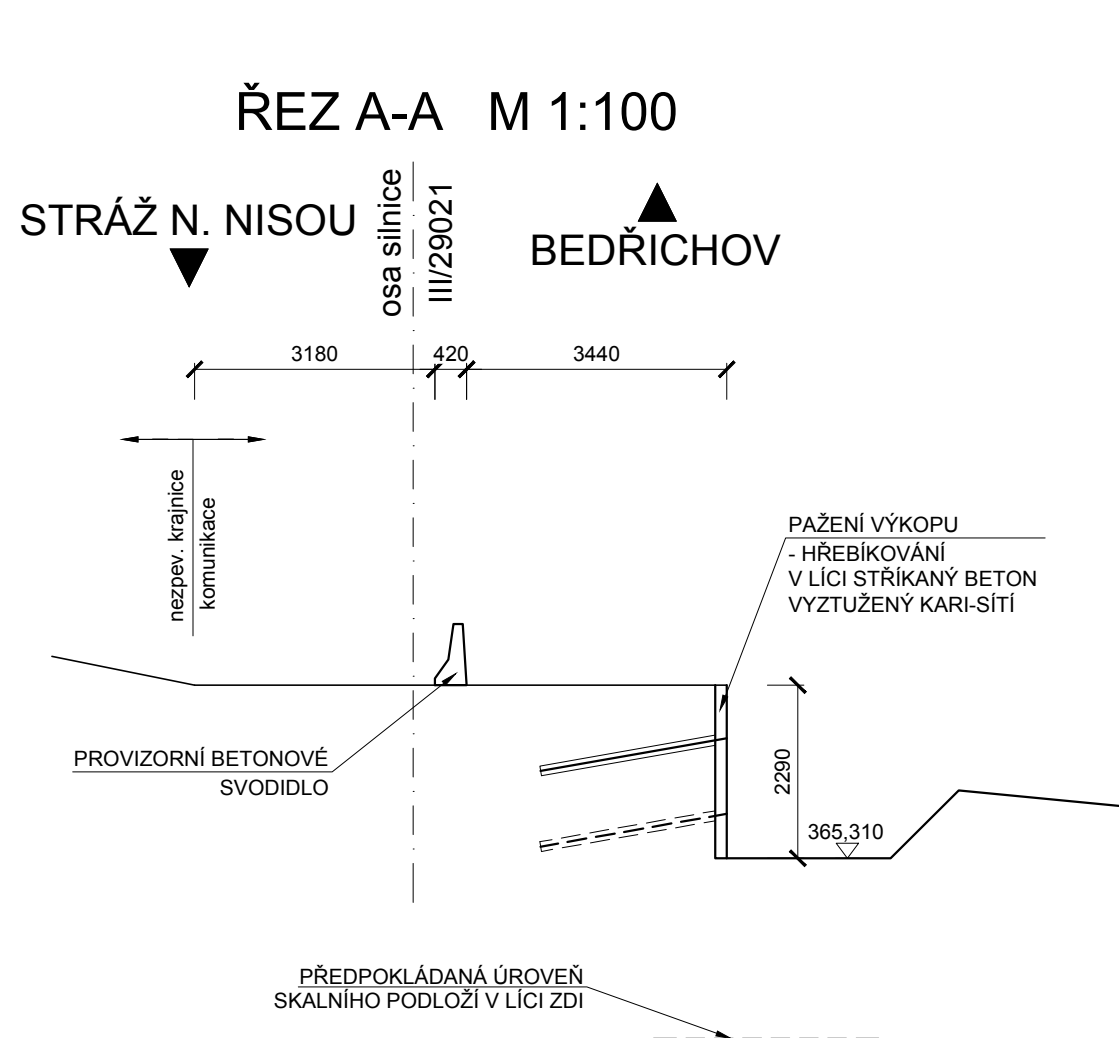 ŘEZ A-A M 1:100
STRÁŽ N. NISOU
osa silnice
III/29021
BEDŘICHOV
3180
420
3440
nezpev. krajnice
komunikace
PAŽENÍ VÝKOPU
- HŘEBÍKOVÁNÍ
V LÍCI STŘÍKANÝ BETON
VYZTUŽENÝ KARI-SÍTÍ
PROVIZORNÍ BETONOVÉ
SVODIDLO
2290
365,310
PŘEDPOKLÁDANÁ ÚROVEŇ
SKALNÍHO PODLOŽÍ V LÍCI ZDI